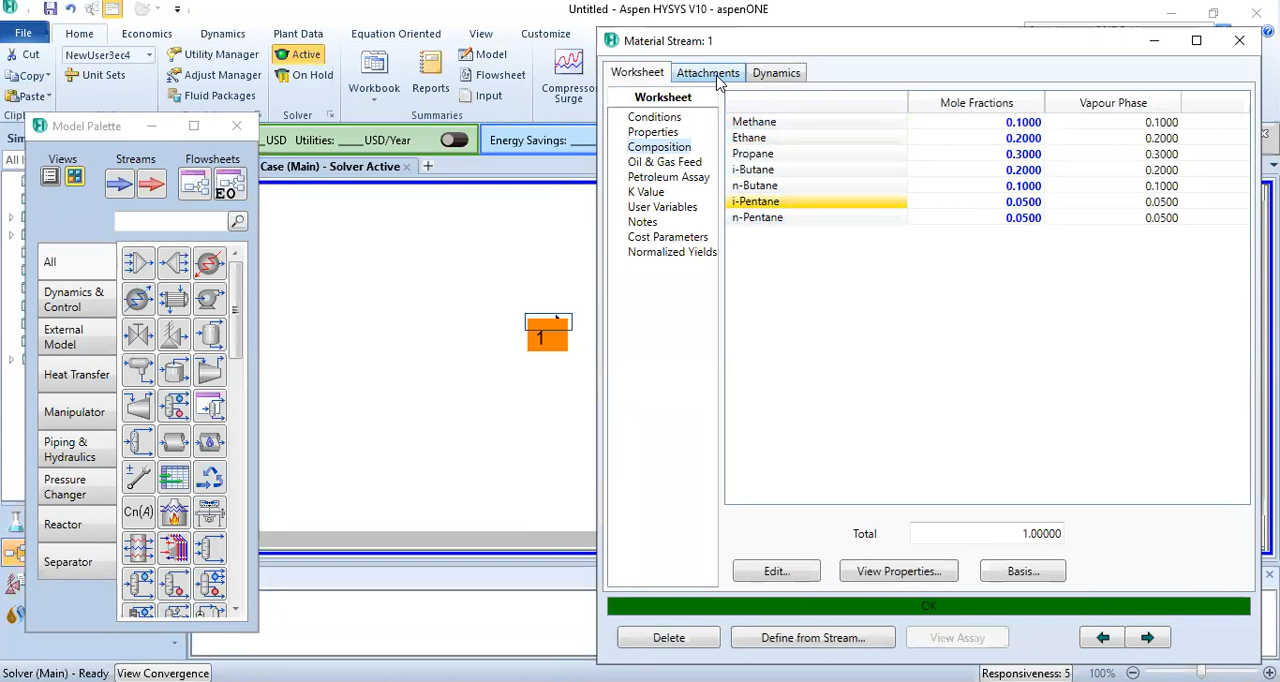 Untitled - Aspen HYSYS V10 - aspenONE
File Home Economics Dynamics Plant Data Equation Oriented View Customize
Cut NewUser3ec4 Utility Manager Active Model
Copy Unit Sets Adjust Manager On Hold Workbook Reports Flowsheet Compressor
Paste Fluid Packages Input Surge
Solver Summaries
USD Utilities: ____ USD/Year Energy Savings: ____
Case (Main) - Solver Active
Model Palette
Views Streams Flowsheets
EO
All
Dynamics &
Control
External
Model
Heat Transfer
Manipulator
Piping &
Hydraulics
Pressure
Changer
Cn(A)
Reactor
Separator
1
Material Stream: 1
Worksheet Attachments Dynamics
Worksheet
Conditions
Properties
Composition
Oil & Gas Feed
Petroleum Assay
K Value
User Variables
Notes
Cost Parameters
Normalized Yields
Mole Fractions Vapour Phase
Methane 0.1000 0.1000
Ethane 0.2000 0.2000
Propane 0.3000 0.3000
i-Butane 0.2000 0.2000
n-Butane 0.1000 0.1000
i-Pentane 0.0500 0.0500
n-Pentane 0.0500 0.0500
Total 1.00000
Edit... View Properties... Basis...
OK
Delete Define from Stream... View Assay
Solver (Main) - Ready View Convergence Responsiveness: 5 100%